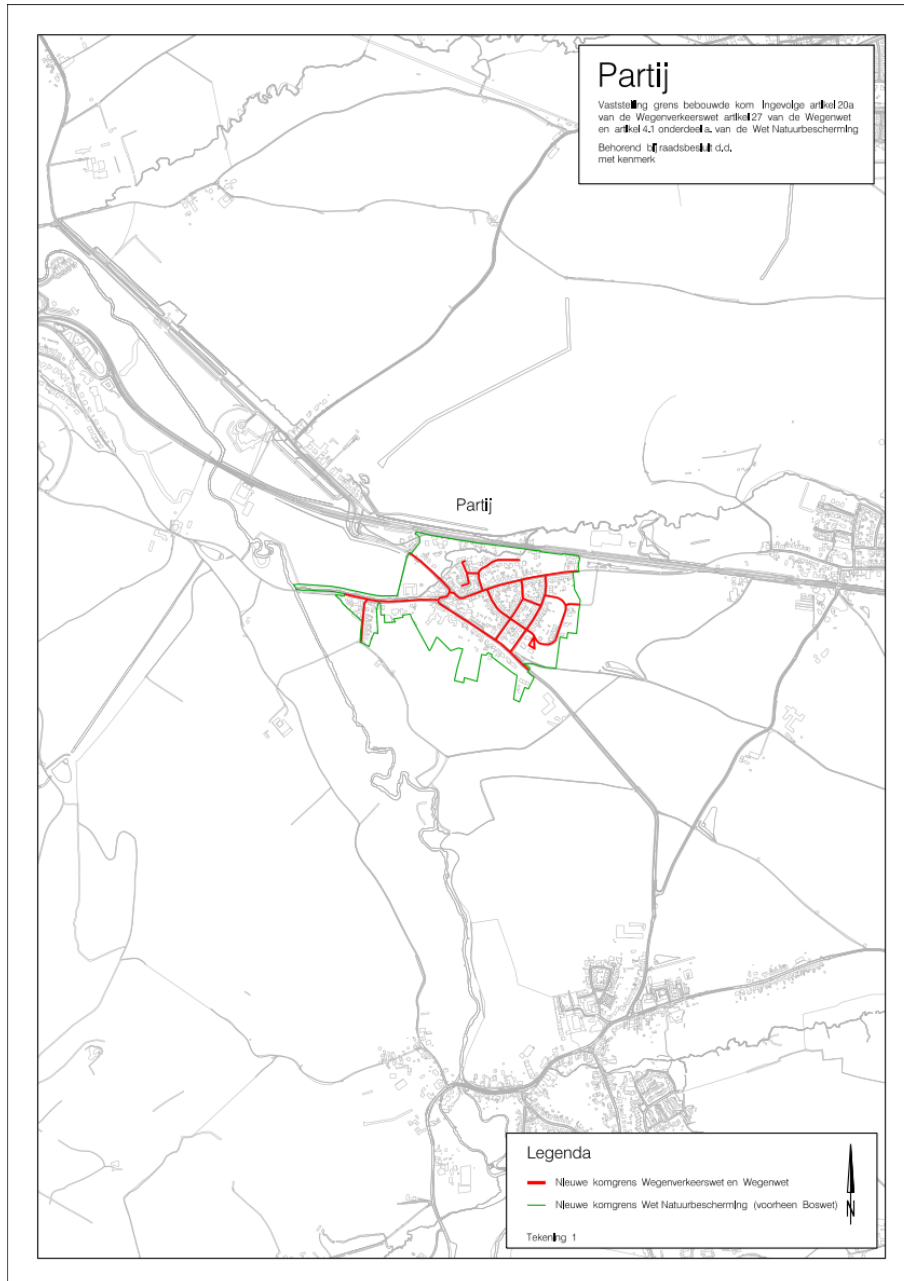 Partij
Vaststelling grens bebouwde kom ingevolge artikel 20a
van de Wegenverkeerswet artikel 27 van de Wegenwet
en artikel 4.1 onderdeel a. van de Wet Natuurbescherming
Behorend bij raadsbesluit d.d.
met kenmerk
Partij
Legenda
Nieuwe komgrens Wegenverkeerswet en Wegenwet
Nieuwe komgrens Wet Natuurbescherming (voorheen Boswet)
N
Tekening 1